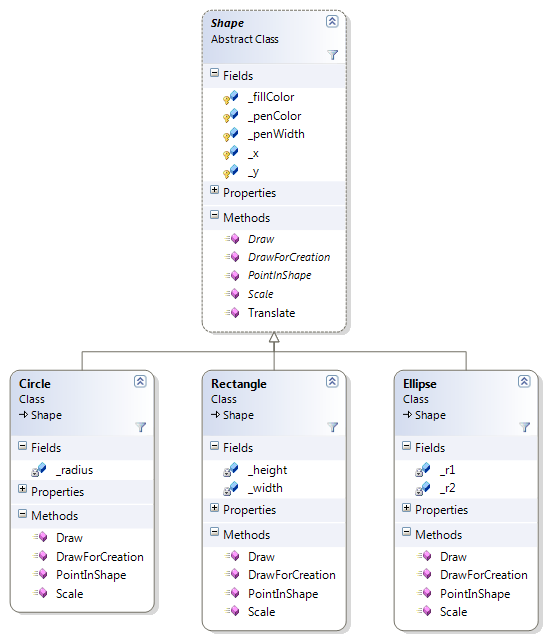 Shape
Abstract Class
Fields
_fillColor
_penColor
_penWidth
_x
_y
Properties
Methods
Draw
DrawForCreation
PointInShape
Scale
Translate
Circle
Class
Shape
Fields
_radius
Properties
Methods
Draw
DrawForCreation
PointInShape
Scale
Rectangle
Class
Shape
Fields
_height
_width
Properties
Methods
Draw
DrawForCreation
PointInShape
Scale
Ellipse
Class
Shape
Fields
_r1
_r2
Properties
Methods
Draw
DrawForCreation
PointInShape
Scale